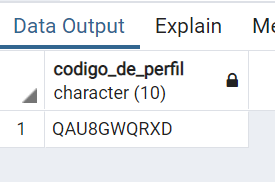 Data Output Explain Me
codigo_de_perfil
character (10)
1 QAU8GWQRXD